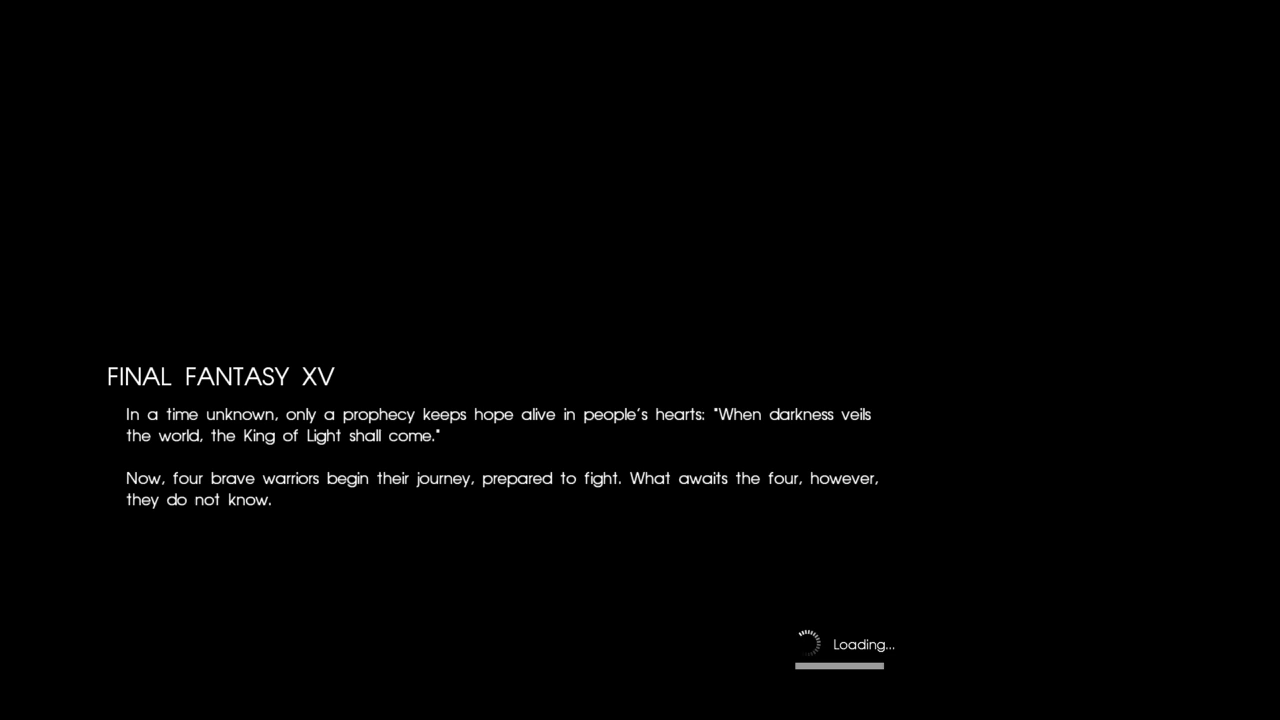 FINAL FANTASY XV
In a time unknown, only a prophecy keeps hope alive in people's hearts: "When darkness veils
the world, the King of Light shall come."
Now, four brave warriors begin their journey, prepared to fight. What awaits the four, however,
they do not know.
Loading...